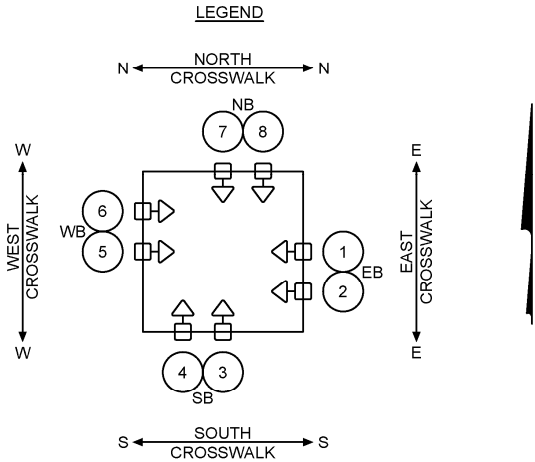 LEGEND
NORTH
N N
CROSSWALK
NB
7 8
W
E
6
WB
5
WEST
CROSSWALK
1
EB
2
EAST
CROSSWALK
W
E
4 3
SB
SOUTH
S S
CROSSWALK